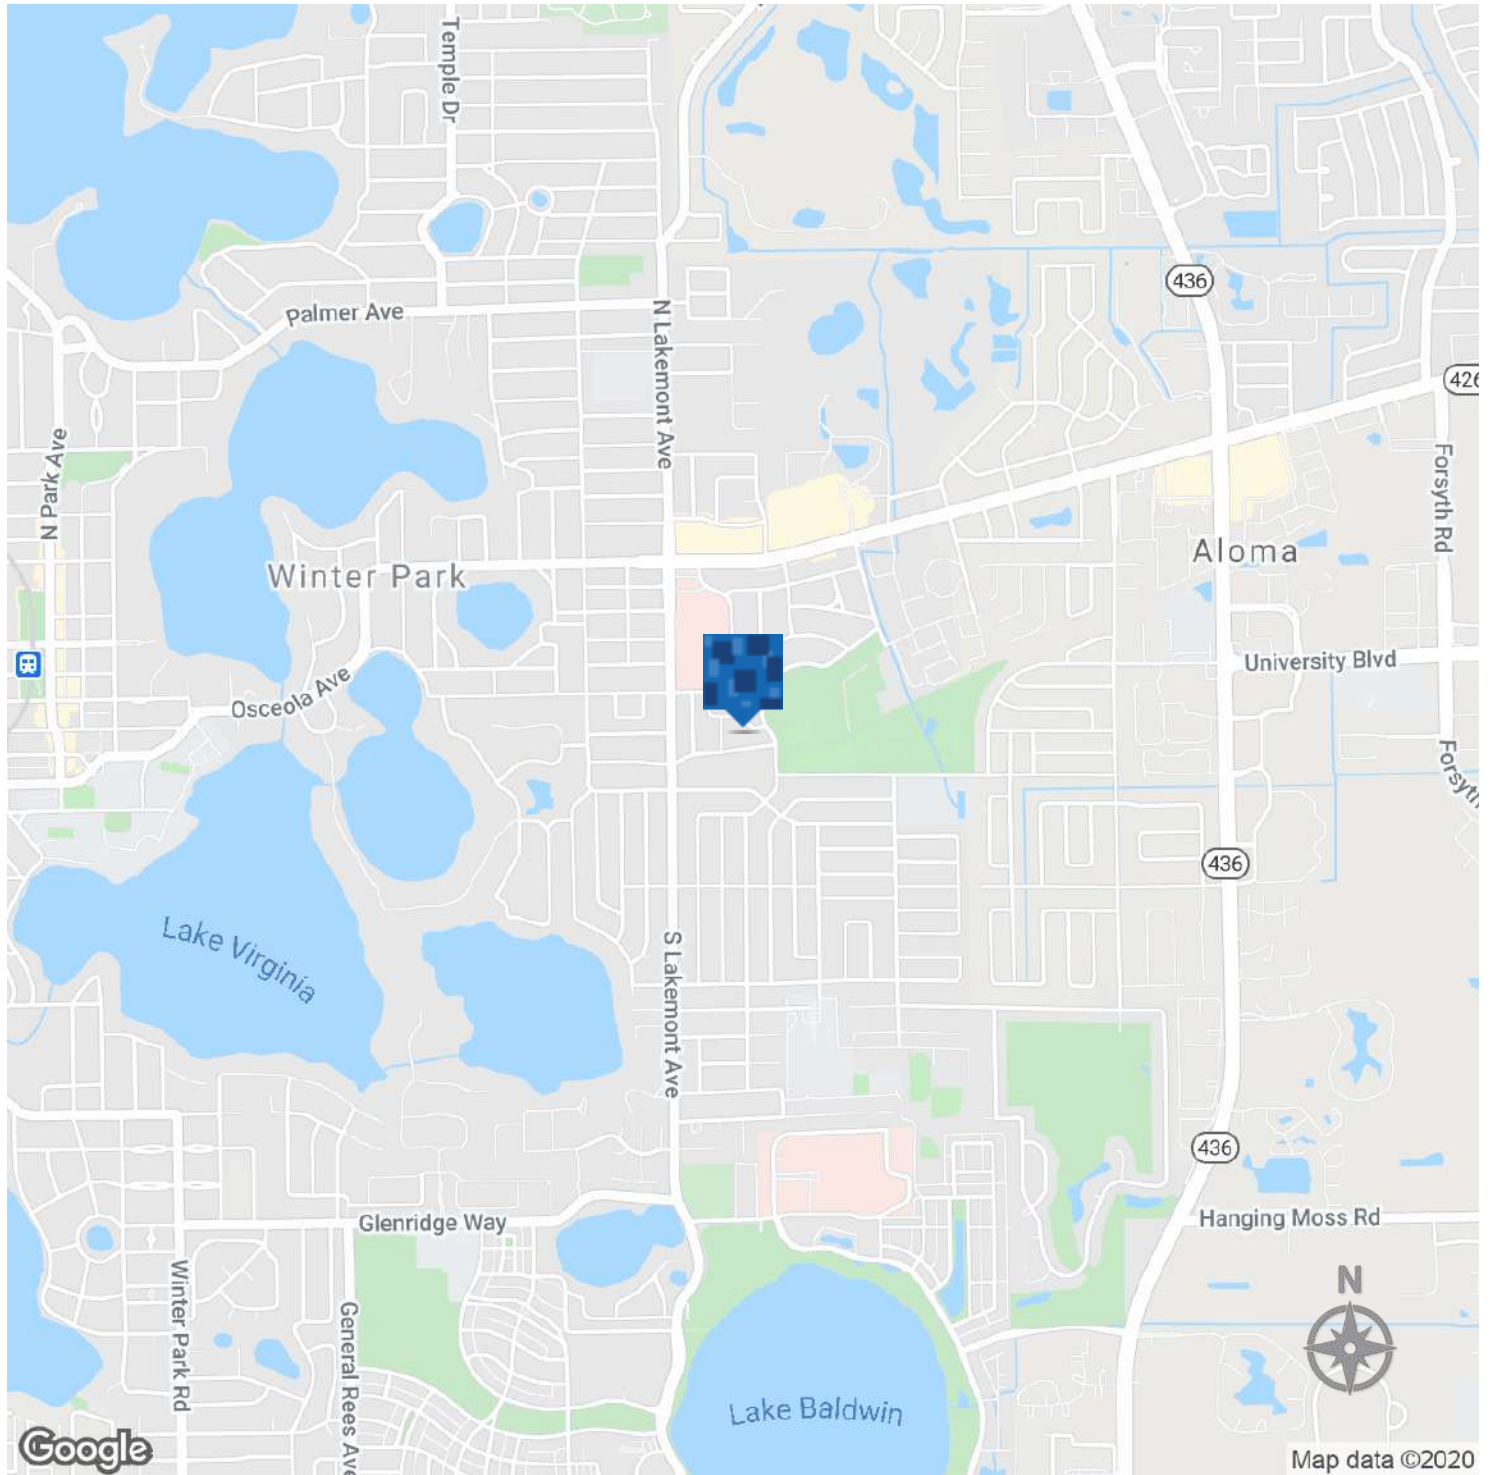 Temple Dr
436
Palmer Ave
N Lakemont Ave
426
N Park Ave
Forsyth Rd
Aloma
Winter Park
University Blvd
Osceola Ave
Forsyth
436
Lake Virginia
S Lakemont Ave
436
Hanging Moss Rd
Glenridge Way
Winter Park Rd
General Rees Ave
N
Lake Baldwin
Google
Map data ©2020